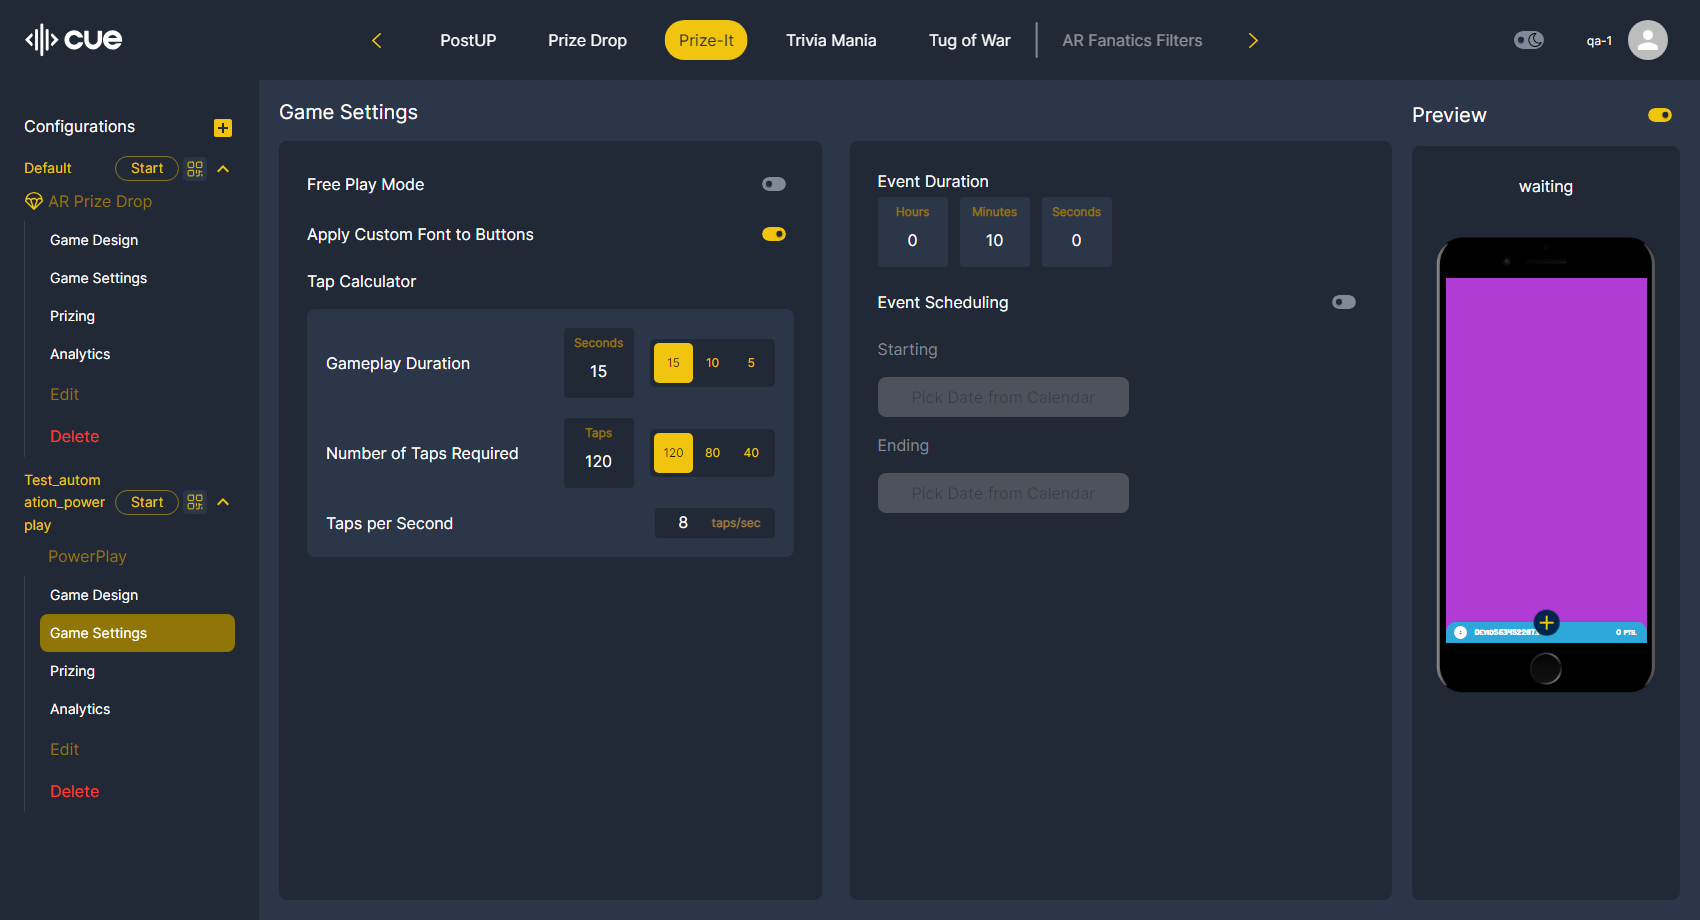 cue
PostUP
Prize Drop
Prize-It
Trivia Mania
Tug of War
AR Fanatics Filters
qa-1
Configurations
Default
Start
AR Prize Drop
Game Design
Game Settings
Prizing
Analytics
Edit
Delete
Test_autom
ation_power
play
Start
PowerPlay
Game Design
Game Settings
Prizing
Analytics
Edit
Delete
Game Settings
Free Play Mode
Apply Custom Font to Buttons
Tap Calculator
Gameplay Duration
Seconds
15
15 10 5
Number of Taps Required
Taps
120
120 80 40
Taps per Second
8 taps/sec
Event Duration
Hours Minutes Seconds
0 10 0
Event Scheduling
Starting
Pick Date from Calendar
Ending
Pick Date from Calendar
Preview
waiting
0 PTS.